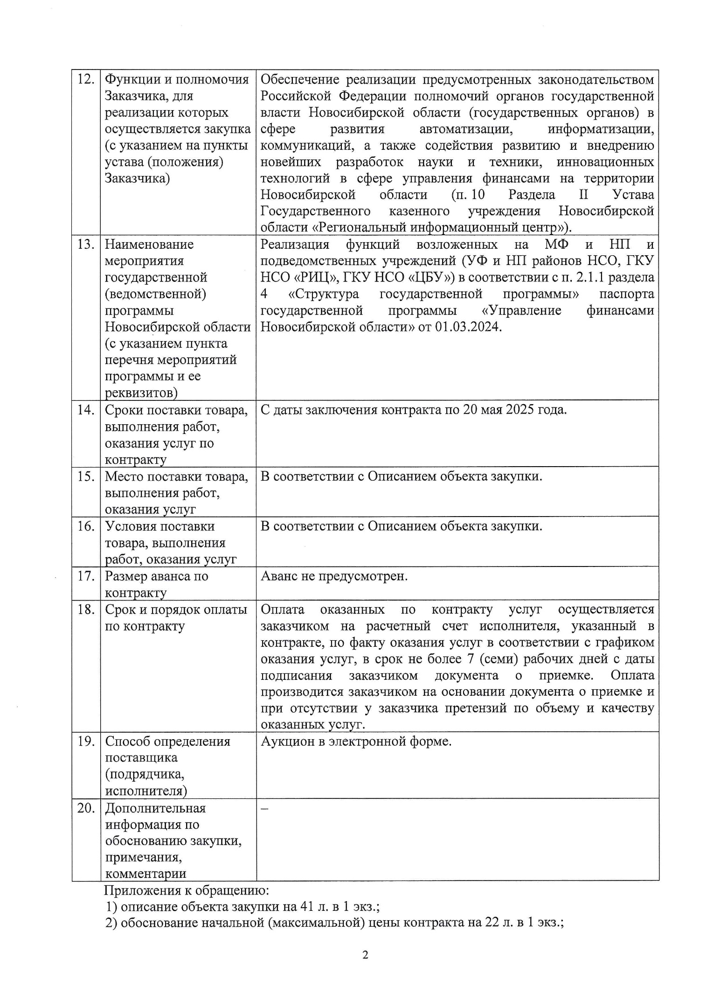 12. Функции и полномочия
Заказчика, для
реализации которых
осуществляется закупка
(с указанием на пункты
устава (положения)
Заказчика)
Обеспечение реализации предусмотренных законодательством
Российской Федерации полномочий органов государственной
власти Новосибирской области (государственных органов) в
сфере развития автоматизации, информатизации,
коммуникаций, а также содействия развитию и внедрению
новейших разработок науки и техники, инновационных
технологий в сфере управления финансами на территории
Новосибирской области (п. 10 Раздела II Устава
Государственного казенного учреждения Новосибирской
области «Региональный информационный центр»).
13. Наименование
мероприятия
государственной
(ведомственной)
программы
Новосибирской области
(с указанием пункта
перечня мероприятий
программы и ее
реквизитов)
Реализация функций возложенных на МФ и НП и
подведомственных учреждений (УФ и НП районов НСО, ГКУ
НСО «РИЦ», ГКУ НСО «ЦБУ») в соответствии с п. 2.1.1 раздела
4 «Структура государственной программы» паспорта
государственной программы «Управление финансами
Новосибирской области» от 01.03.2024.
14. Сроки поставки товара,
выполнения работ,
оказания услуг по
контракту
С даты заключения контракта по 20 мая 2025 года.
15. Место поставки товара,
выполнения работ,
оказания услуг
В соответствии с Описанием объекта закупки.
16. Условия поставки
товара, выполнения
работ, оказания услуг
В соответствии с Описанием объекта закупки.
17. Размер аванса по
контракту
Аванс не предусмотрен.
18. Срок и порядок оплаты
по контракту
Оплата оказанных по контракту услуг осуществляется
заказчиком на расчетный счет исполнителя, указанный в
контракте, по факту оказания услуг в соответствии с графиком
оказания услуг, в срок не более 7 (семи) рабочих дней с даты
подписания заказчиком документа о приемке. Оплата
производится заказчиком на основании документа о приемке и
при отсутствии у заказчика претензий по объему и качеству
оказанных услуг.
19. Способ определения
поставщика
(подрядчика,
исполнителя)
Аукцион в электронной форме.
20. Дополнительная
информация по
обоснованию закупки,
примечания,
комментарии
–
Приложения к обращению:
1) описание объекта закупки на 41 л. в 1 экз.;
2) обоснование начальной (максимальной) цены контракта на 22 л. в 1 экз.;
2